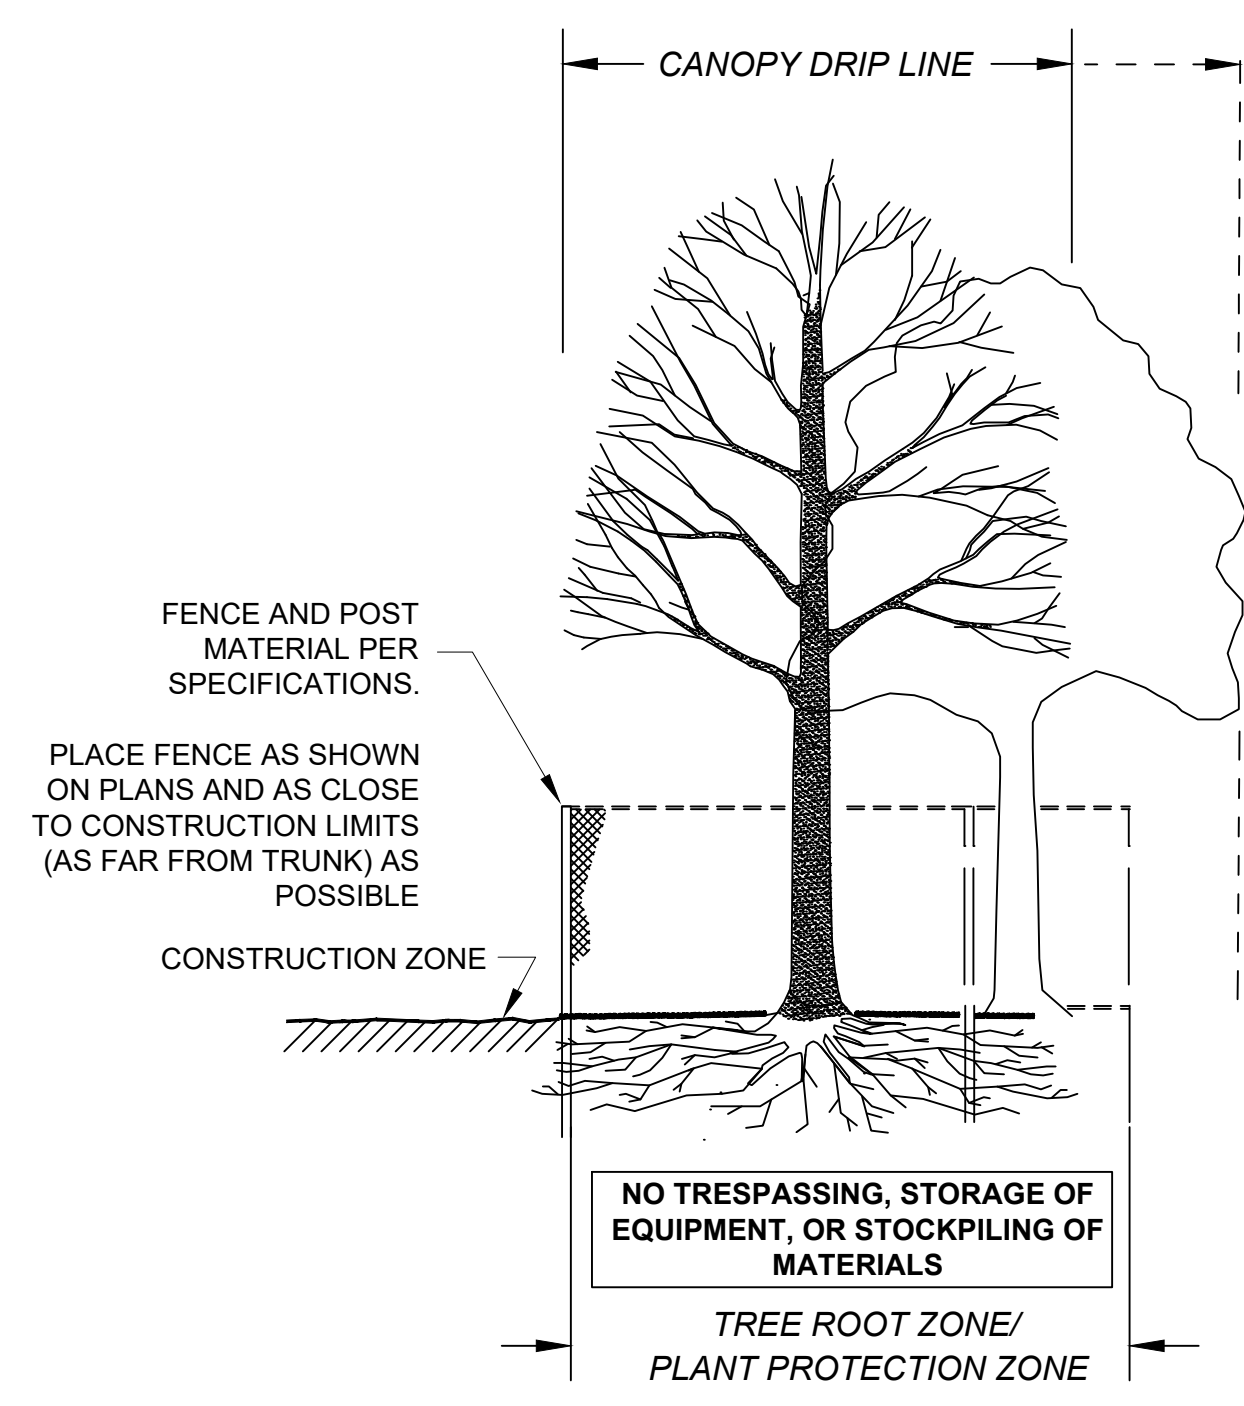 CANOPY DRIP LINE
FENCE AND POST
MATERIAL PER
SPECIFICATIONS.
PLACE FENCE AS SHOWN
ON PLANS AND AS CLOSE
TO CONSTRUCTION LIMITS
(AS FAR FROM TRUNK) AS
POSSIBLE
CONSTRUCTION ZONE
NO TRESPASSING, STORAGE OF
EQUIPMENT, OR STOCKPILING OF
MATERIALS
TREE ROOT ZONE/
PLANT PROTECTION ZONE